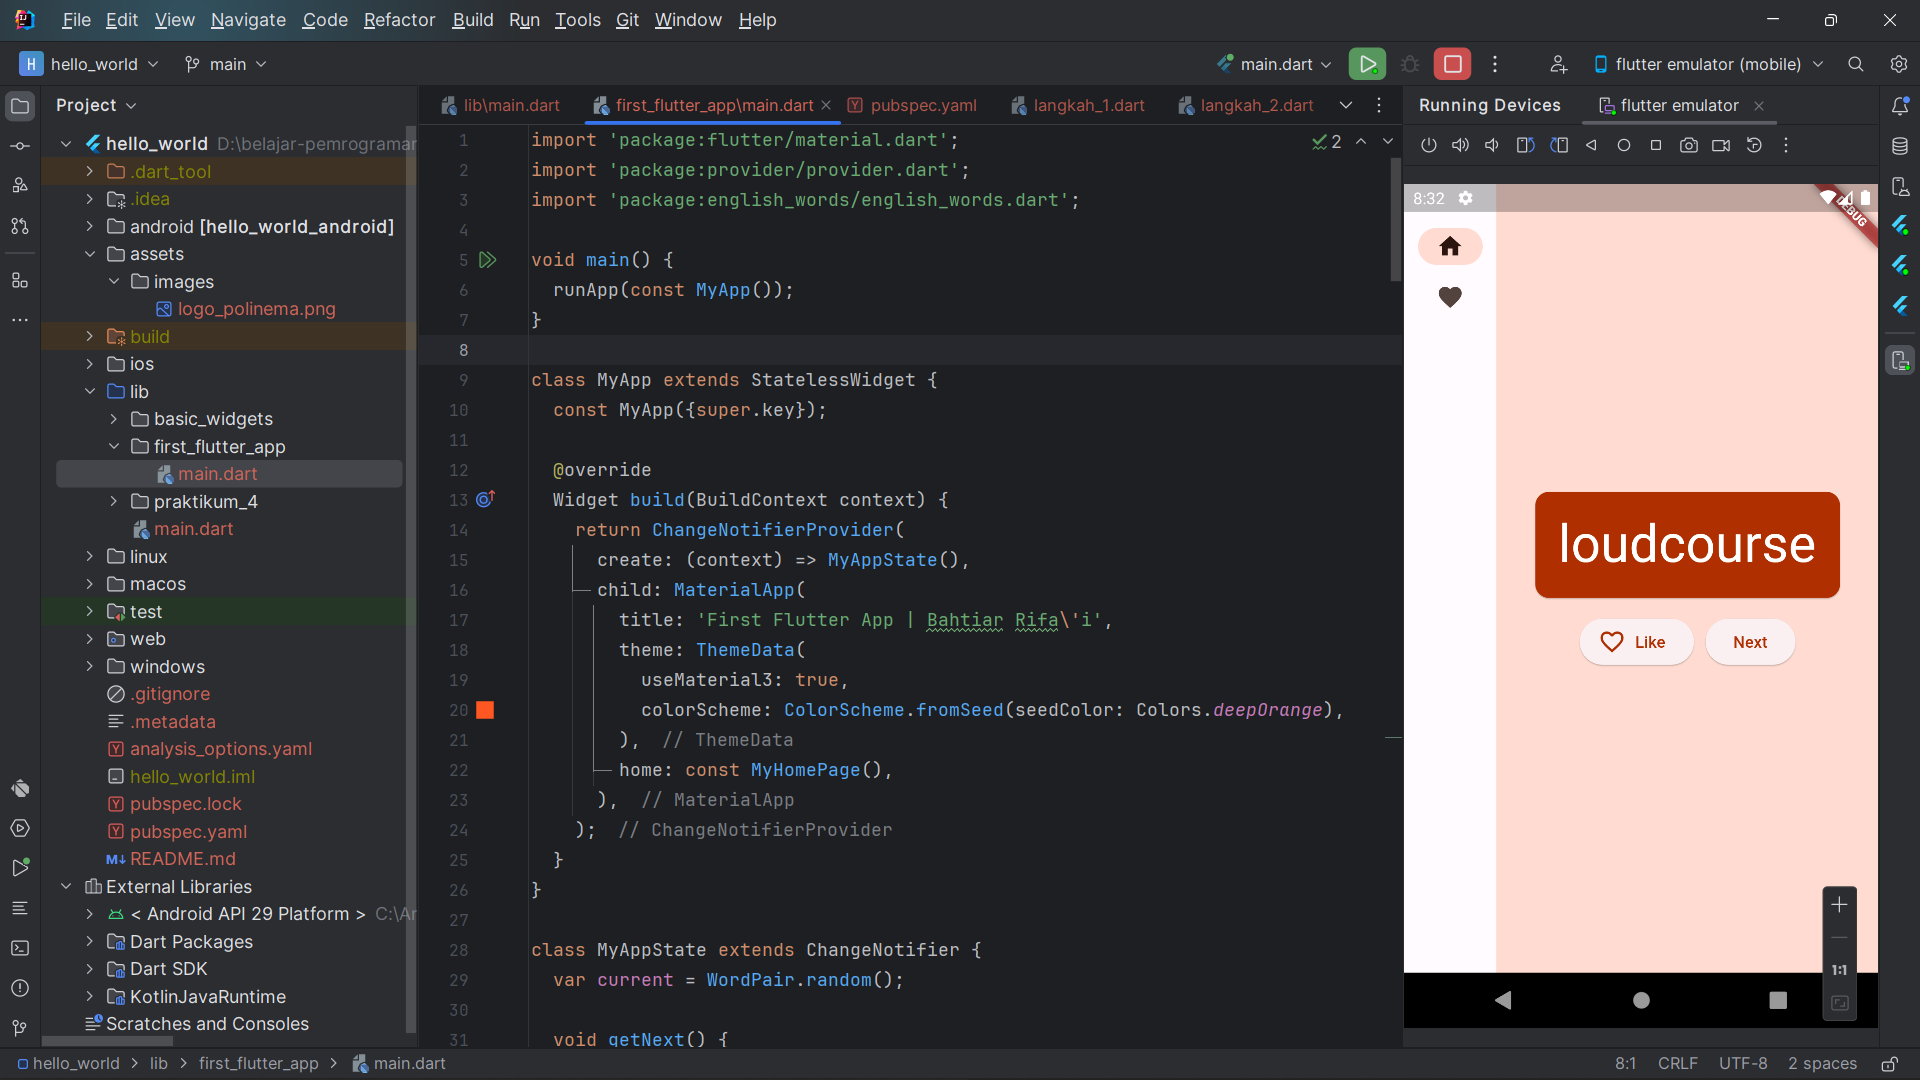 File Edit View Navigate Code Refactor Build Run Tools Git Window Help
H hello_world main main.dart flutter emulator (mobile)
Project
lib\main.dart first_flutter_app\main.dart pubspec.yaml langkah_1.dart langkah_2.dart
Running Devices flutter emulator
hello_world D:\belajar-pemrogramar
.dart_tool
.idea
android [hello_world_android]
assets
images
logo_polinema.png
build
ios
lib
basic_widgets
first_flutter_app
main.dart
praktikum_4
main.dart
linux
macos
test
web
windows
.gitignore
.metadata
analysis_options.yaml
hello_world.iml
pubspec.lock
pubspec.yaml
README.md
External Libraries
< Android API 29 Platform > C:\Ar
Dart Packages
Dart SDK
KotlinJavaRuntime
Scratches and Consoles
2
1 import 'package:flutter/material.dart';
2 import 'package:provider/provider.dart';
3 import 'package:english_words/english_words.dart';
4
5 void main() {
6 runApp(const MyApp());
7 }
8
9 class MyApp extends StatelessWidget {
10 const MyApp({super.key});
11
12 @override
13 Widget build(BuildContext context) {
14 return ChangeNotifierProvider(
15 create: (context) => MyAppState(),
16 child: MaterialApp(
17 title: 'First Flutter App | Bahtiar Rifa\'i',
18 theme: ThemeData(
19 useMaterial3: true,
20 colorScheme: ColorScheme.fromSeed(seedColor: Colors.deepOrange),
21 ), // ThemeData
22 home: const MyHomePage(),
23 ), // MaterialApp
24 ); // ChangeNotifierProvider
25 }
26 }
27
28 class MyAppState extends ChangeNotifier {
29 var current = WordPair.random();
30
31 void getNext() {
8:32
DEBUG
loudcourse
Like Next
1:1
hello_world > lib > first_flutter_app > main.dart
8:1 CRLF UTF-8 2 spaces